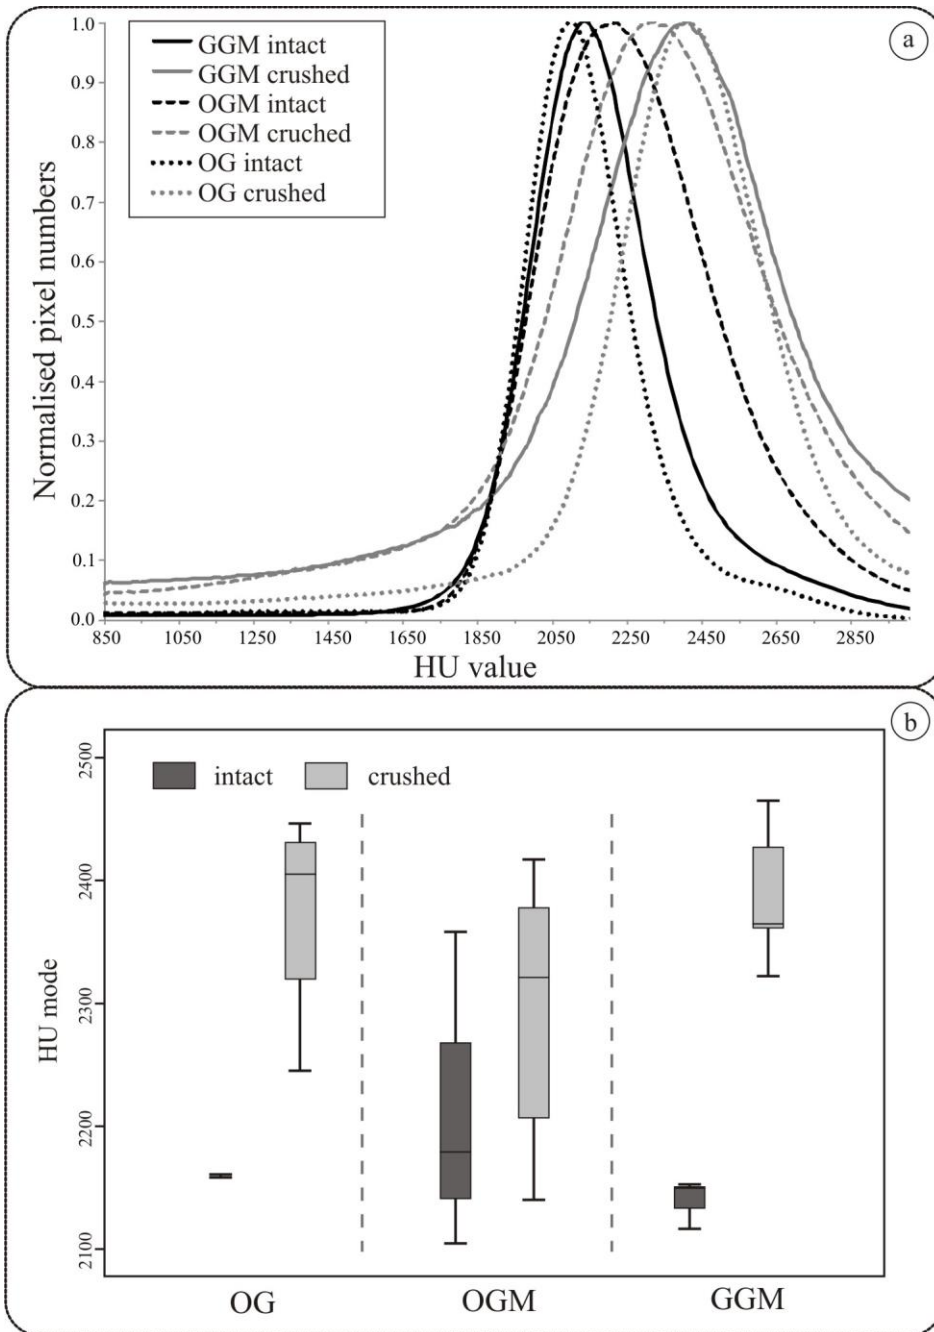 a
GGM intact
GGM crushed
OGM intact
OGM cruched
OG intact
OG crushed
Normalised pixel numbers
1.0
0.9
0.8
0.7
0.6
0.5
0.4
0.3
0.2
0.1
0.0
850 1050 1250 1450 1650 1850 2050 2250 2450 2650 2850
HU value
b
intact crushed
HU mode
2500
2400
2300
2200
2100
OG OGM GGM